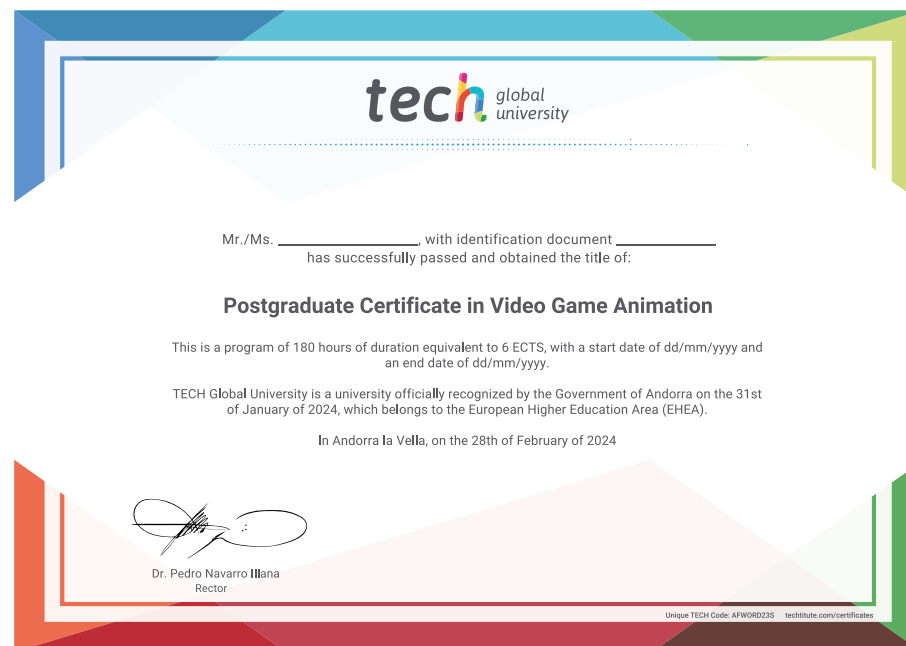 tech global
university
Mr./Ms. ____________________, with identification document ______________
has successfully passed and obtained the title of:
Postgraduate Certificate in Video Game Animation
This is a program of 180 hours of duration equivalent to 6 ECTS, with a start date of dd/mm/yyyy and
an end date of dd/mm/yyyy.
TECH Global University is a university officially recognized by the Government of Andorra on the 31st
of January of 2024, which belongs to the European Higher Education Area (EHEA).
In Andorra la Vella, on the 28th of February of 2024
Dr. Pedro Navarro Illana
Rector
Unique TECH Code: AFWORD23S techtitute.com/certificates